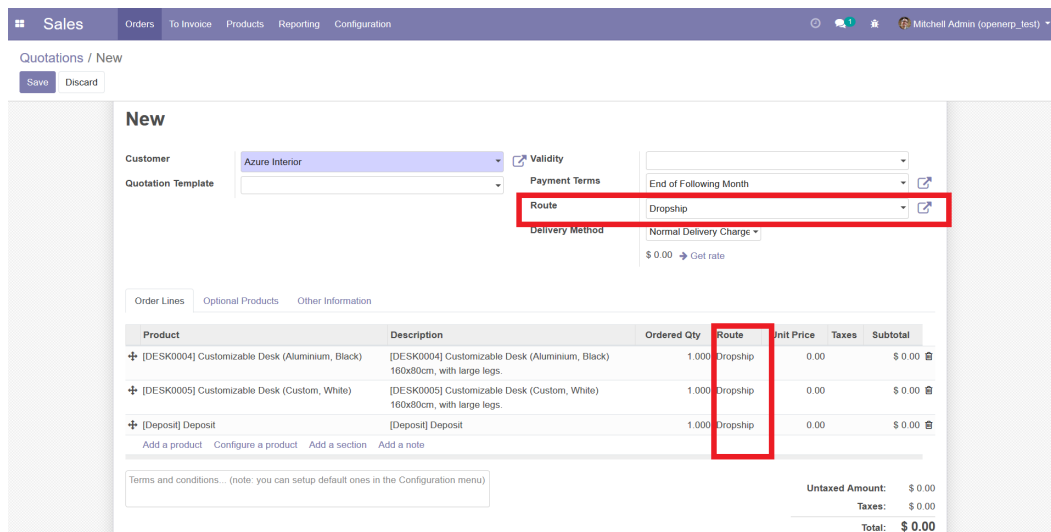 Sales Orders To Invoice Products Reporting Configuration 1 Mitchell Admin (openerp_test)
Quotations / New
Save Discard
New
Customer Azure Interior Validity
Quotation Template Payment Terms End of Following Month
Route Dropship
Delivery Method Normal Delivery Charge
$ 0.00 Get rate
Order Lines Optional Products Other Information
Product Description Ordered Qty Route Unit Price Taxes Subtotal
[DESK0004] Customizable Desk (Aluminium, Black) [DESK0004] Customizable Desk (Aluminium, Black) 1.000 Dropship 0.00 $ 0.00
160x80cm, with large legs.
[DESK0005] Customizable Desk (Custom, White) [DESK0005] Customizable Desk (Custom, White) 1.000 Dropship 0.00 $ 0.00
160x80cm, with large legs.
[Deposit] Deposit [Deposit] Deposit 1.000 Dropship 0.00 $ 0.00
Add a product Configure a product Add a section Add a note
Terms and conditions... (note: you can setup default ones in the Configuration menu)
Untaxed Amount: $ 0.00
Taxes: $ 0.00
Total: $ 0.00